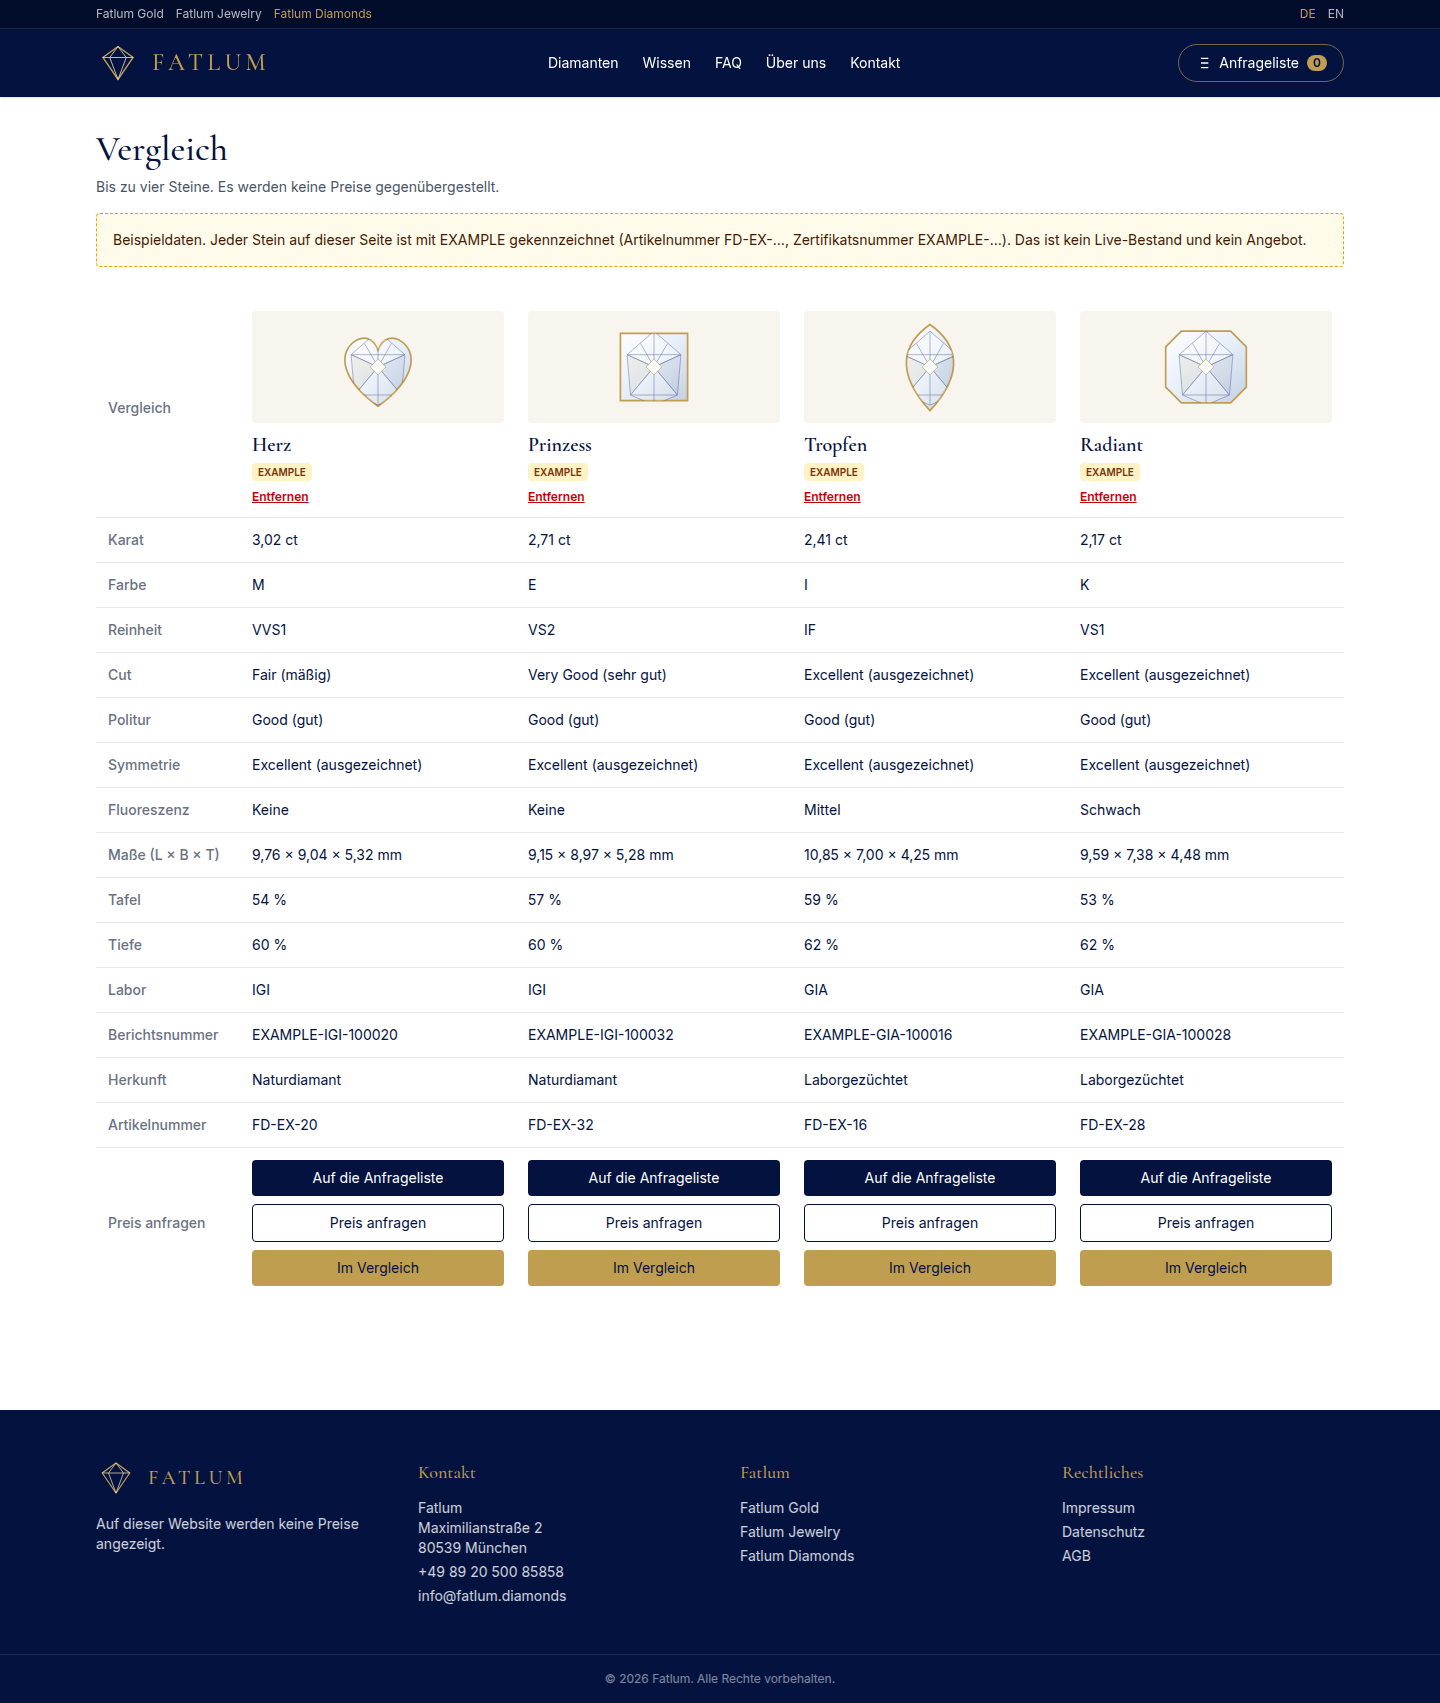 Fatlum Gold Fatlum Jewelry Fatlum Diamonds DE EN
FATLUM Diamanten Wissen FAQ Über uns Kontakt Anfrageliste 0
Vergleich
Bis zu vier Steine. Es werden keine Preise gegenübergestellt.
Beispieldaten. Jeder Stein auf dieser Seite ist mit EXAMPLE gekennzeichnet (Artikelnummer FD-EX-…, Zertifikatsnummer EXAMPLE-…). Das ist kein Live-Bestand und kein Angebot.
Vergleich
Herz Prinzess Tropfen Radiant
EXAMPLE EXAMPLE EXAMPLE EXAMPLE
Entfernen Entfernen Entfernen Entfernen
Karat 3,02 ct 2,71 ct 2,41 ct 2,17 ct
Farbe M E I K
Reinheit VVS1 VS2 IF VS1
Cut Fair (mäßig) Very Good (sehr gut) Excellent (ausgezeichnet) Excellent (ausgezeichnet)
Politur Good (gut) Good (gut) Good (gut) Good (gut)
Symmetrie Excellent (ausgezeichnet) Excellent (ausgezeichnet) Excellent (ausgezeichnet) Excellent (ausgezeichnet)
Fluoreszenz Keine Keine Mittel Schwach
Maße (L × B × T) 9,76 × 9,04 × 5,32 mm 9,15 × 8,97 × 5,28 mm 10,85 × 7,00 × 4,25 mm 9,59 × 7,38 × 4,48 mm
Tafel 54 % 57 % 59 % 53 %
Tiefe 60 % 60 % 62 % 62 %
Labor IGI IGI GIA GIA
Berichtsnummer EXAMPLE-IGI-100020 EXAMPLE-IGI-100032 EXAMPLE-GIA-100016 EXAMPLE-GIA-100028
Herkunft Naturdiamant Naturdiamant Laborgezüchtet Laborgezüchtet
Artikelnummer FD-EX-20 FD-EX-32 FD-EX-16 FD-EX-28
Auf die Anfrageliste Auf die Anfrageliste Auf die Anfrageliste Auf die Anfrageliste
Preis anfragen Preis anfragen Preis anfragen Preis anfragen Preis anfragen
Im Vergleich Im Vergleich Im Vergleich Im Vergleich
FATLUM
Auf dieser Website werden keine Preise
angezeigt.
Kontakt
Fatlum
Maximilianstraße 2
80539 München
+49 89 20 500 85858
info@fatlum.diamonds
Fatlum
Fatlum Gold
Fatlum Jewelry
Fatlum Diamonds
Rechtliches
Impressum
Datenschutz
AGB
© 2026 Fatlum. Alle Rechte vorbehalten.